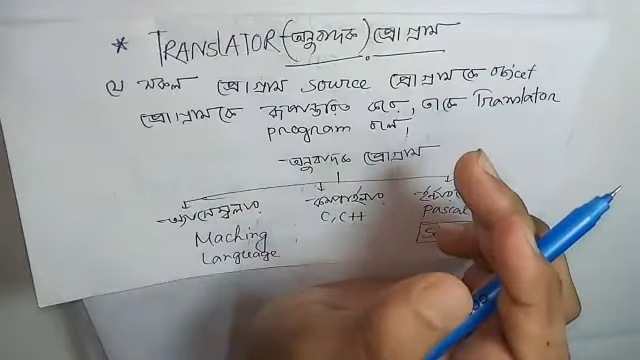 * TRANSLATOR (অনুবাদক) প্রোগ্রাম
যে সকল প্রোগ্রাম source প্রোগ্রামকে object
প্রোগ্রামকে রূপান্তরিত করে, তাকে Translator
program বলে,
- অনুবাদক প্রোগ্রাম
- অ্যাসেম্বলার
Maching
Language
- কম্পাইলার
C, C++
Pascal